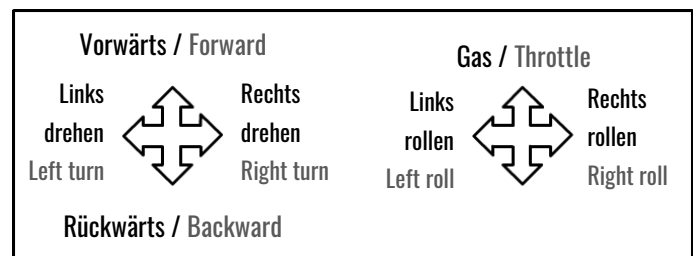 Vorwärts / Forward
Links
drehen
Left turn
Rechts
drehen
Right turn
Rückwärts / Backward
Gas / Throttle
Links
rollen
Left roll
Rechts
rollen
Right roll